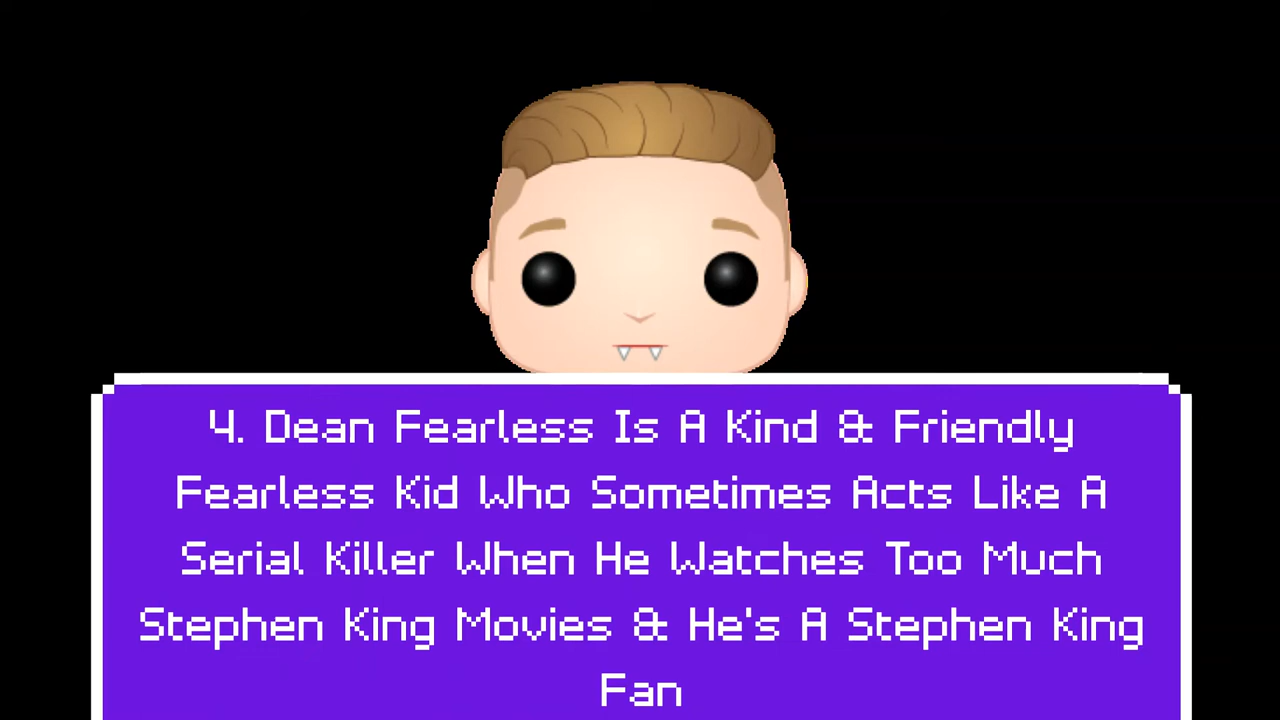 4. Dean Fearless Is A Kind & Friendly
Fearless Kid Who Sometimes Acts Like A
Serial Killer When He Watches Too Much
Stephen King Movies & He's A Stephen King
Fan